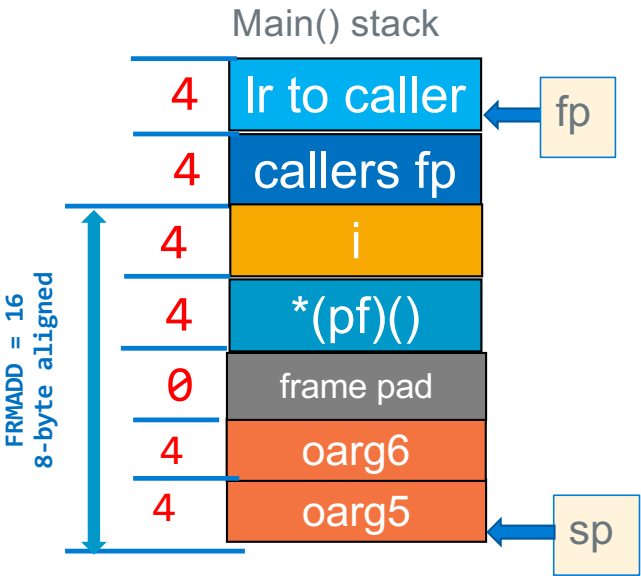 Main() stack
4
lr to caller
fp
4
callers fp
4
i
4
*(pf)()
0
frame pad
4
oarg6
4
oarg5
sp
FRMADD = 16
8-byte aligned